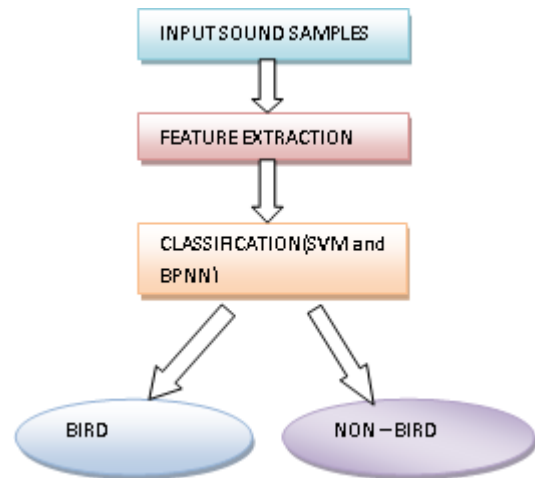 INPUT SOUND SAMPLES
FEATURE EXTRACTION
CLASSIFICATION(SVM and
BPNN)
BIRD
NON – BIRD